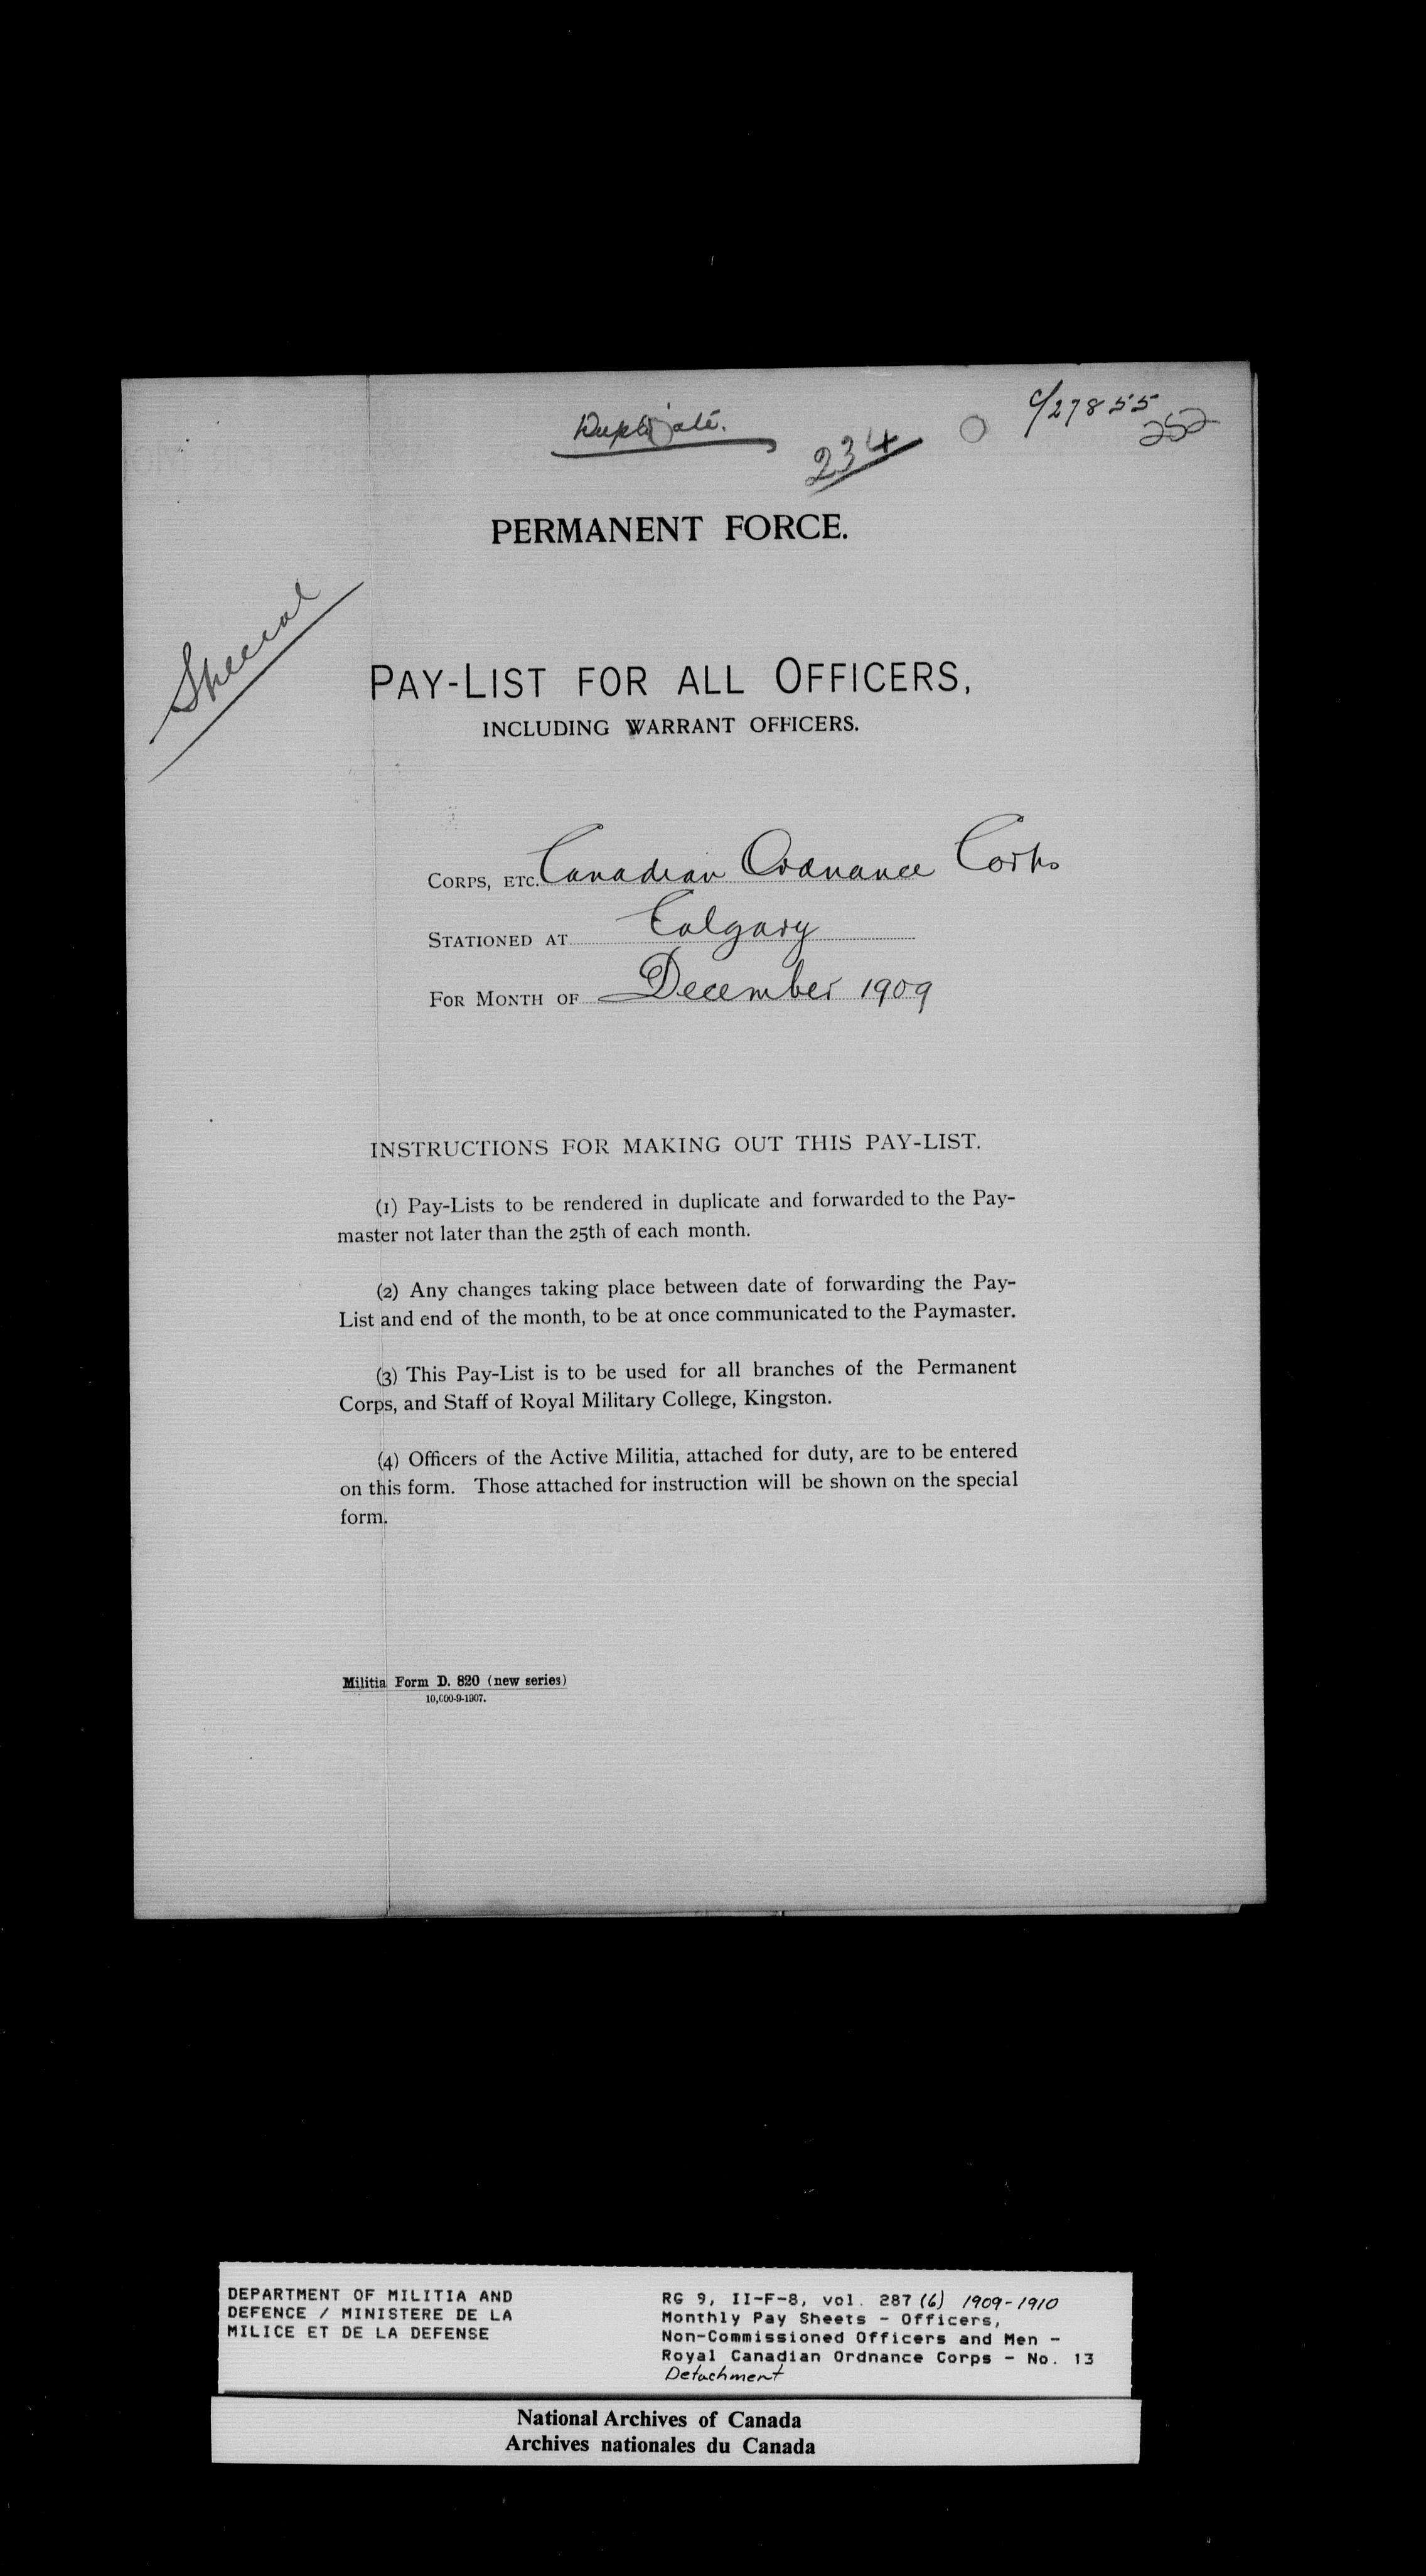 Duplicate.
234
c/27855
252
PERMANENT FORCE.
Special
PAY-LIST FOR ALL OFFICERS,
INCLUDING WARRANT OFFICERS.
CORPS, ETC. Canadian Ordnance Corps
STATIONED AT Calgary
FOR MONTH OF December 1909
INSTRUCTIONS FOR MAKING OUT THIS PAY-LIST.
(1) Pay-Lists to be rendered in duplicate and forwarded to the Pay-
master not later than the 25th of each month.
(2) Any changes taking place between date of forwarding the Pay-
List and end of the month, to be at once communicated to the Paymaster.
(3) This Pay-List is to be used for all branches of the Permanent
Corps, and Staff of Royal Military College, Kingston.
(4) Officers of the Active Militia, attached for duty, are to be entered
on this form. Those attached for instruction will be shown on the special
form.
Militia Form D. 820 (new series)
10,000-9-1907.
DEPARTMENT OF MILITIA AND
DEFENCE / MINISTERE DE LA
MILICE ET DE LA DEFENSE
RG 9, II-F-8, vol. 287 (6) 1909-1910
Monthly Pay Sheets - Officers,
Non-Commissioned Officers and Men -
Royal Canadian Ordnance Corps - No. 13
Detachment
National Archives of Canada
Archives nationales du Canada